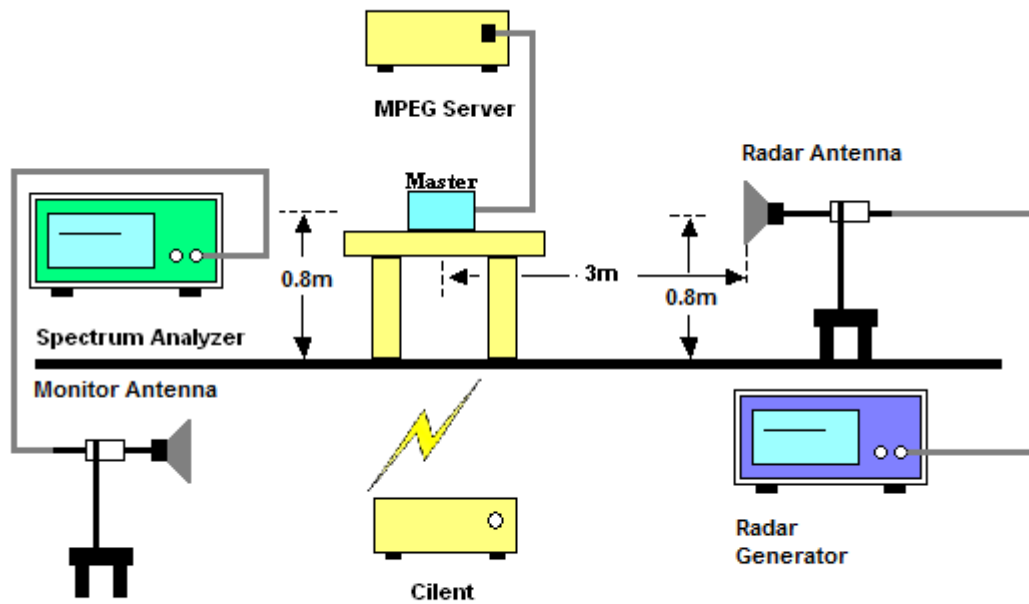 MPEG Server
Radar Antenna
Master
0.8m
3m
0.8m
Spectrum Analyzer
Monitor Antenna
Radar
Generator
Cilent